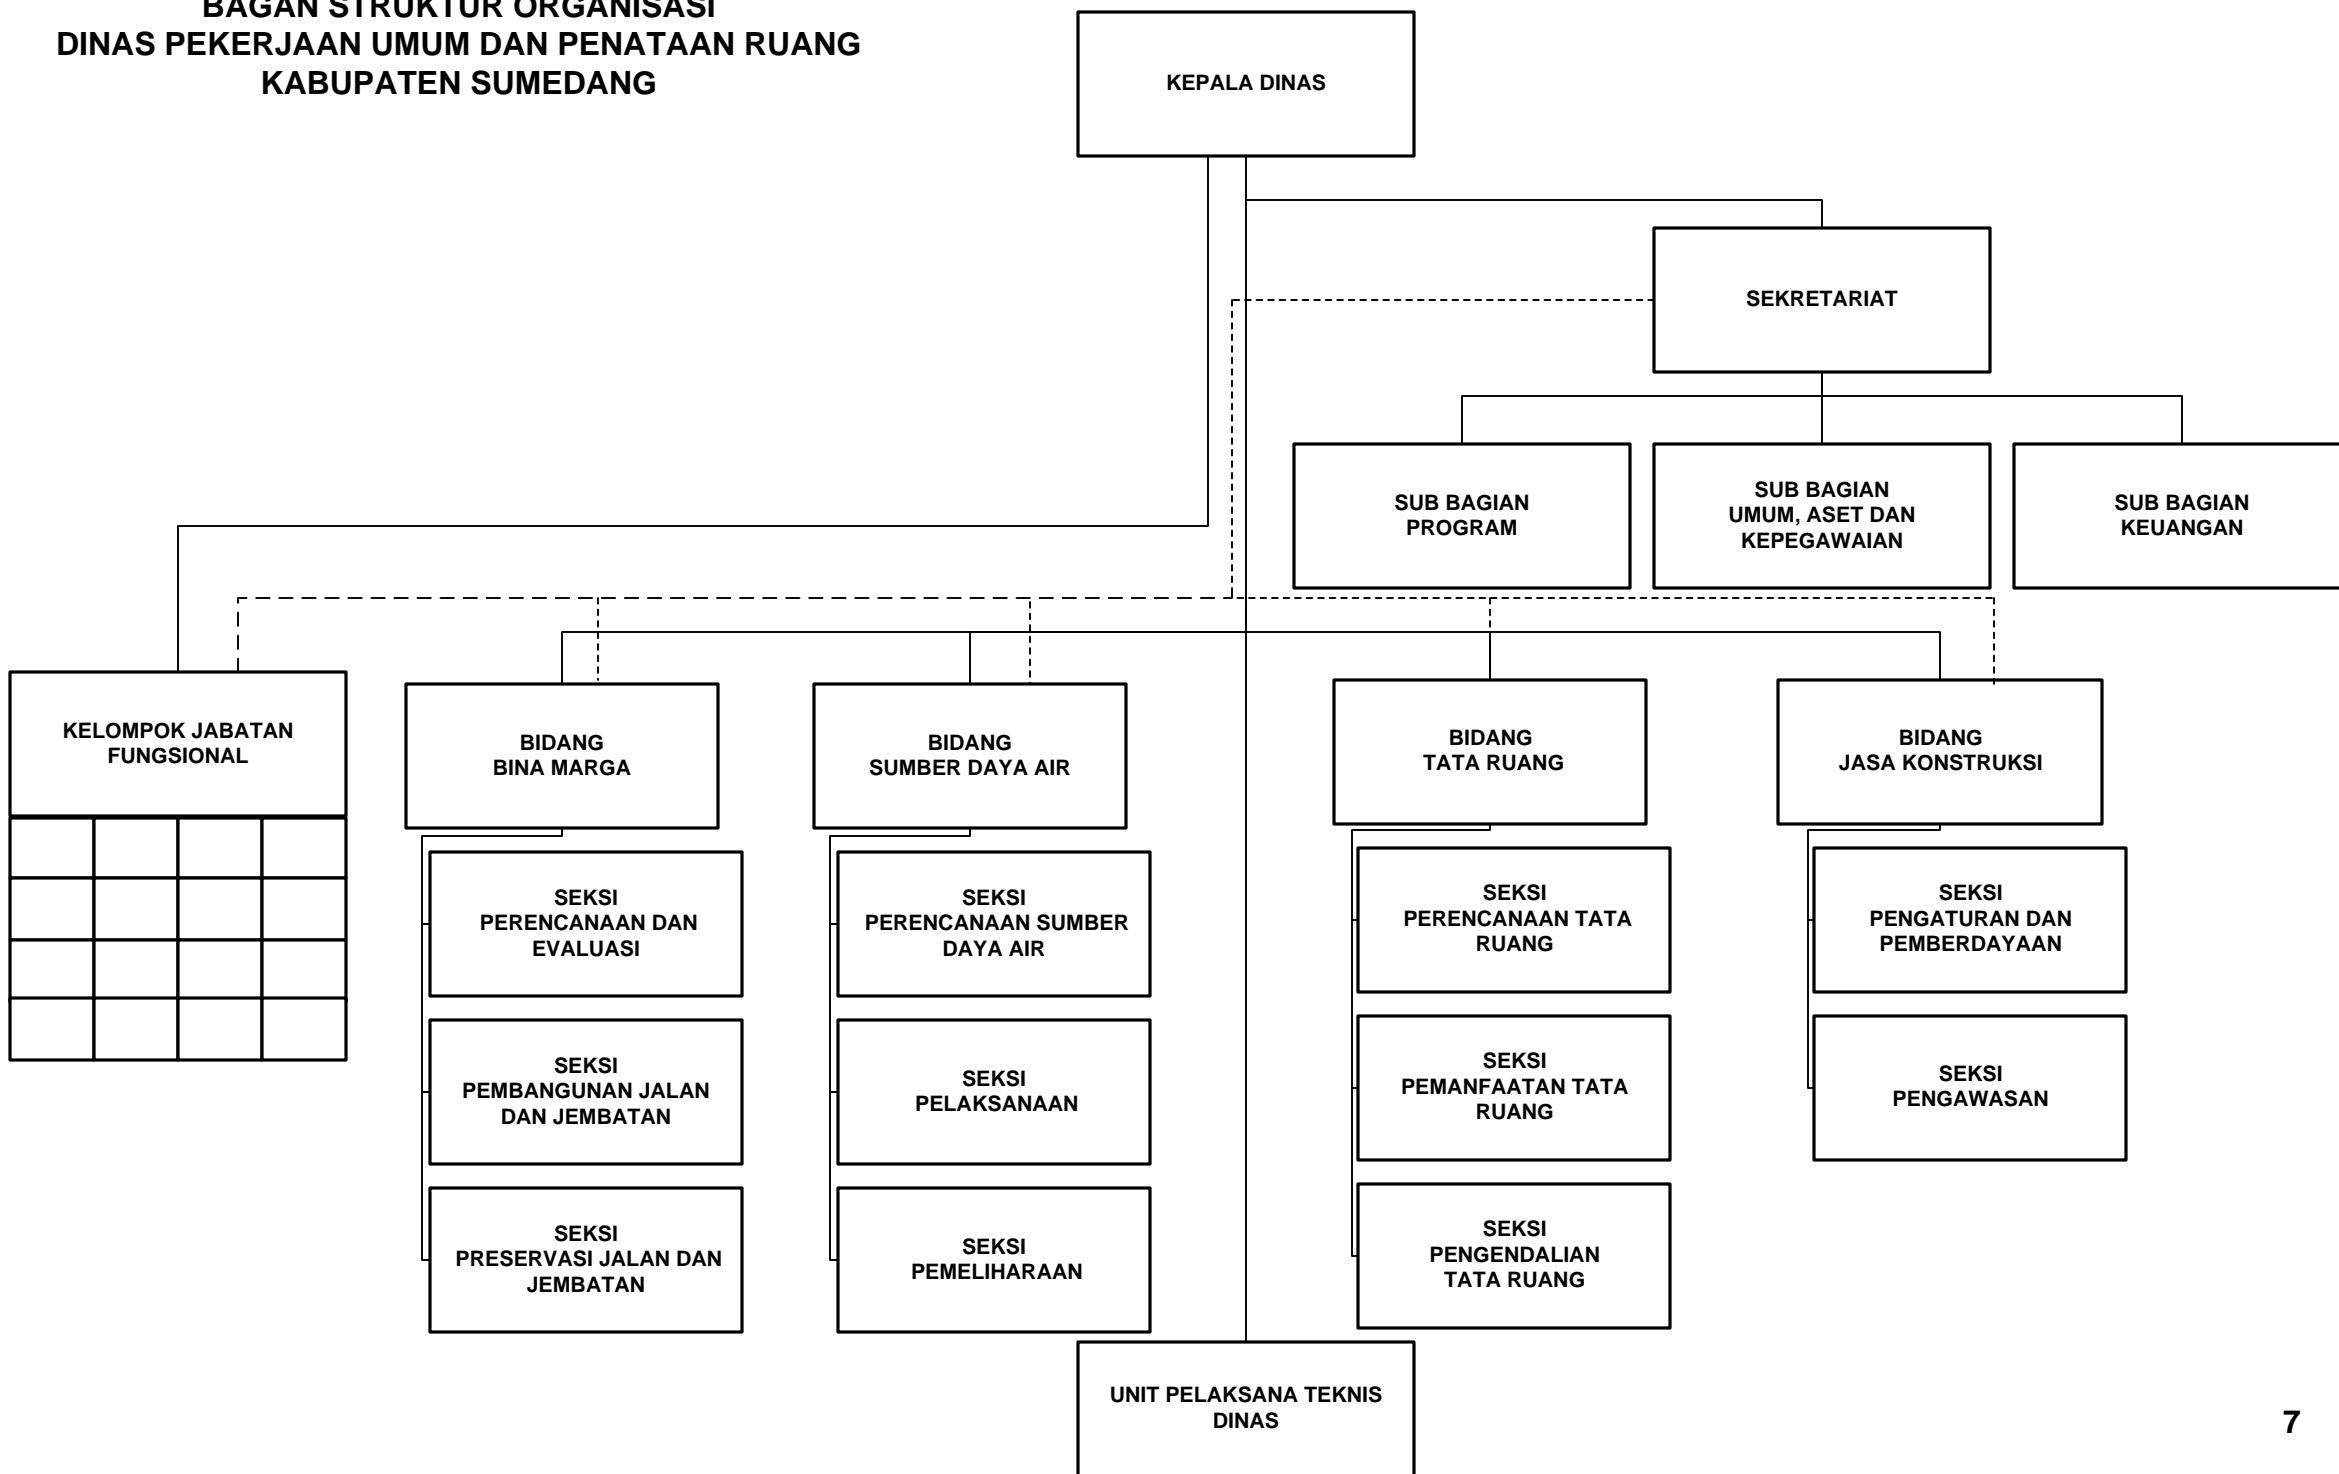 BAGAN STRUKTUR ORGANISASI
DINAS PEKERJAAN UMUM DAN PENATAAN RUANG
KABUPATEN SUMEDANG
KEPALA DINAS
SEKRETARIAT
SUB BAGIAN
PROGRAM
SUB BAGIAN
UMUM, ASET DAN
KEPEGAWAIAN
SUB BAGIAN
KEUANGAN
KELOMPOK JABATAN
FUNGSIONAL
BIDANG
BINA MARGA
BIDANG
SUMBER DAYA AIR
BIDANG
TATA RUANG
BIDANG
JASA KONSTRUKSI
SEKSI
PERENCANAAN DAN
EVALUASI
SEKSI
PERENCANAAN SUMBER
DAYA AIR
SEKSI
PERENCANAAN TATA
RUANG
SEKSI
PENGATURAN DAN
PEMBERDAYAAN
SEKSI
PEMBANGUNAN JALAN
DAN JEMBATAN
SEKSI
PELAKSANAAN
SEKSI
PEMANFAATAN TATA
RUANG
SEKSI
PENGAWASAN
SEKSI
PRESERVASI JALAN DAN
JEMBATAN
SEKSI
PEMELIHARAAN
SEKSI
PENGENDALIAN
TATA RUANG
UNIT PELAKSANA TEKNIS
DINAS
7